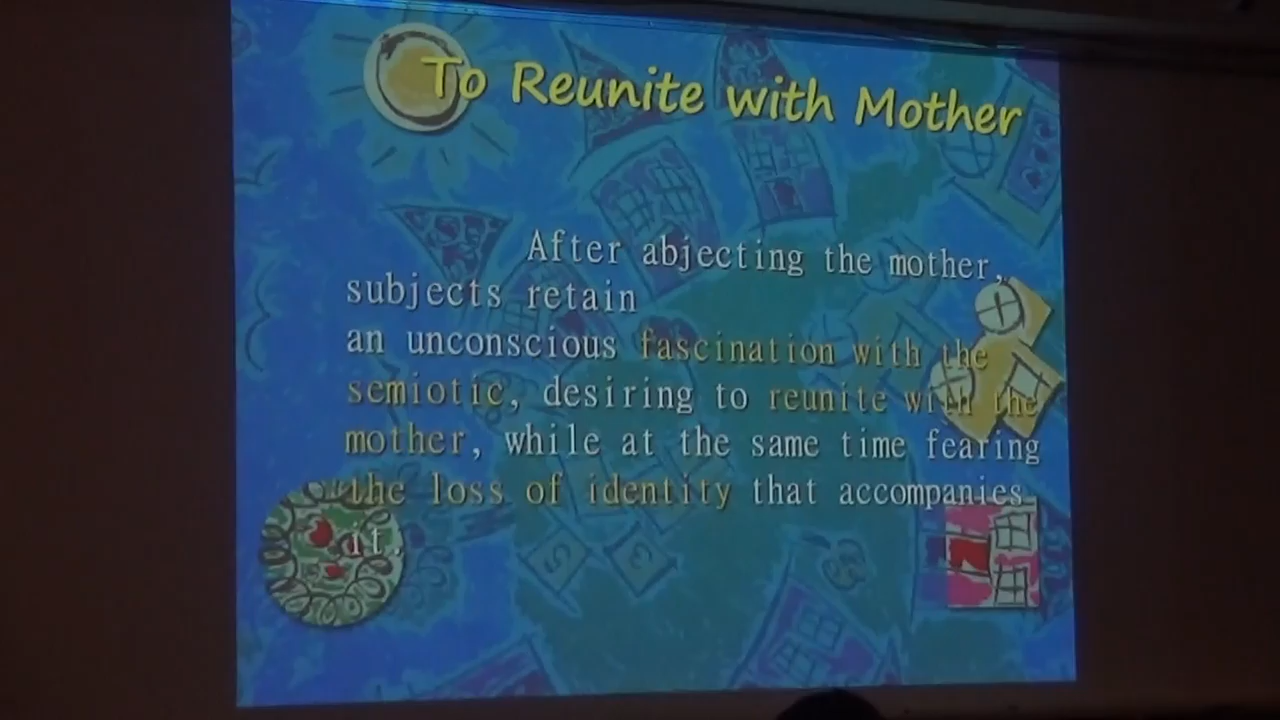 To Reunite with Mother
After abjecting the mother,
subjects retain
an unconscious fascination with the
semiotic, desiring to reunite with the
mother, while at the same time fearing
the loss of identity that accompanies
it.